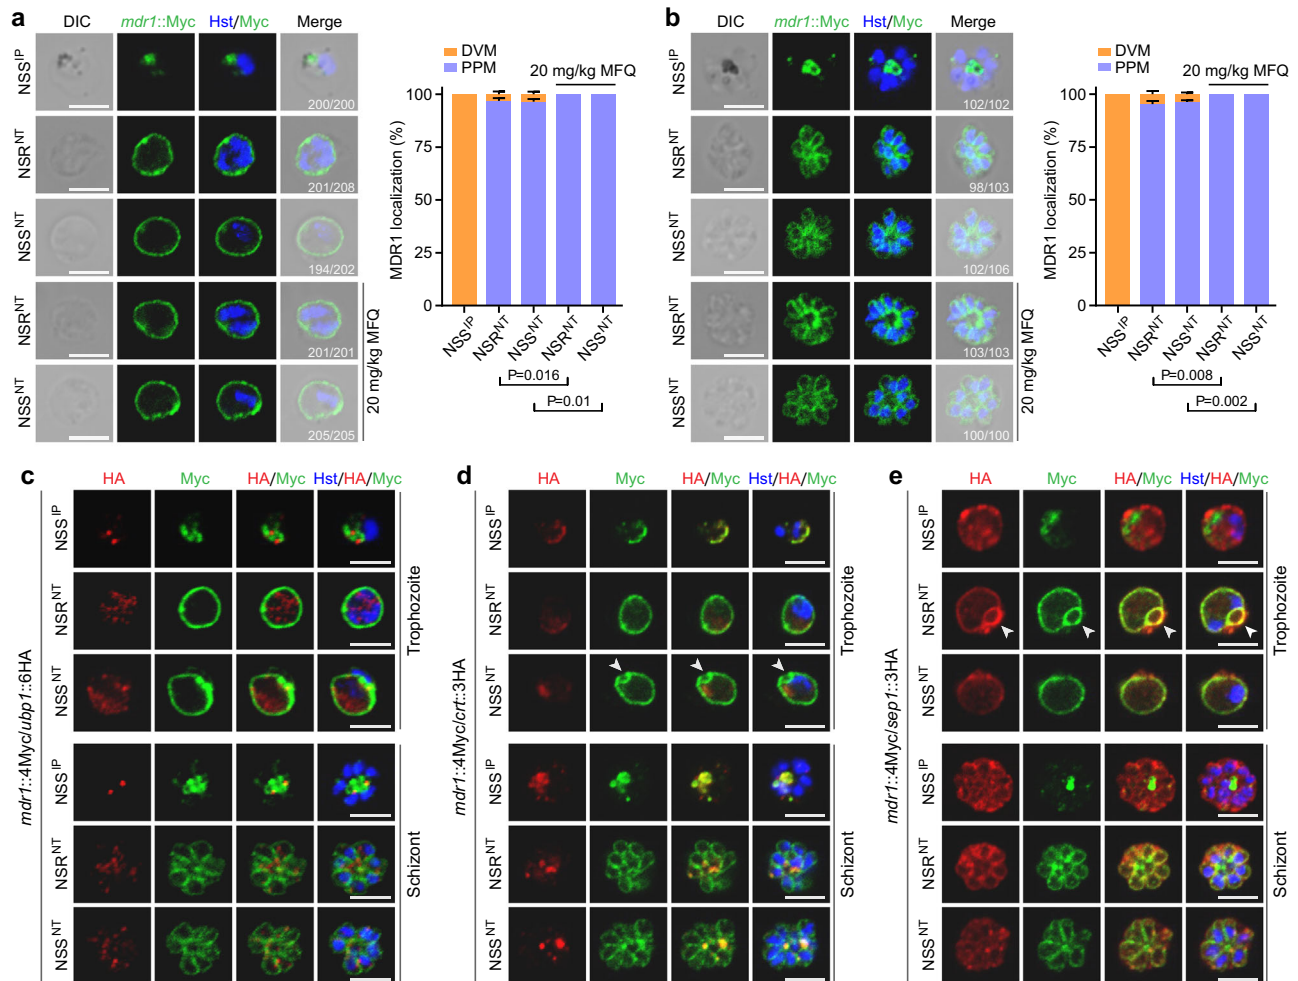 a
DIC mdr1::Myc Hst/Myc Merge
NSS^IP
200/200
NSR^NT
201/208
NSS^NT
194/202
NSR^NT
201/201
NSS^NT
205/205
20 mg/kg MFQ
DVM
PPM
20 mg/kg MFQ
MDR1 localization (%)
100
75
50
25
0
NSS^IP NSR^NT NSS^NT NSR^NT NSS^NT
P=0.016
P=0.01
b
DIC mdr1::Myc Hst/Myc Merge
NSS^IP
102/102
NSR^NT
98/103
NSS^NT
102/106
NSR^NT
103/103
NSS^NT
100/100
20 mg/kg MFQ
DVM
PPM
20 mg/kg MFQ
MDR1 localization (%)
100
75
50
25
0
NSS^IP NSR^NT NSS^NT NSR^NT NSS^NT
P=0.008
P=0.002
c
HA Myc HA/Myc Hst/HA/Myc
mdr1::4Myc/ubp1::6HA
NSS^IP
NSR^NT
NSS^NT
Trophozoite
NSS^IP
NSR^NT
NSS^NT
Schizont
d
HA Myc HA/Myc Hst/HA/Myc
mdr1::4Myc/crt::3HA
NSS^IP
NSR^NT
NSS^NT
Trophozoite
NSS^IP
NSR^NT
NSS^NT
Schizont
e
HA Myc HA/Myc Hst/HA/Myc
mdr1::4Myc/sep1::3HA
NSS^IP
NSR^NT
NSS^NT
Trophozoite
NSS^IP
NSR^NT
NSS^NT
Schizont